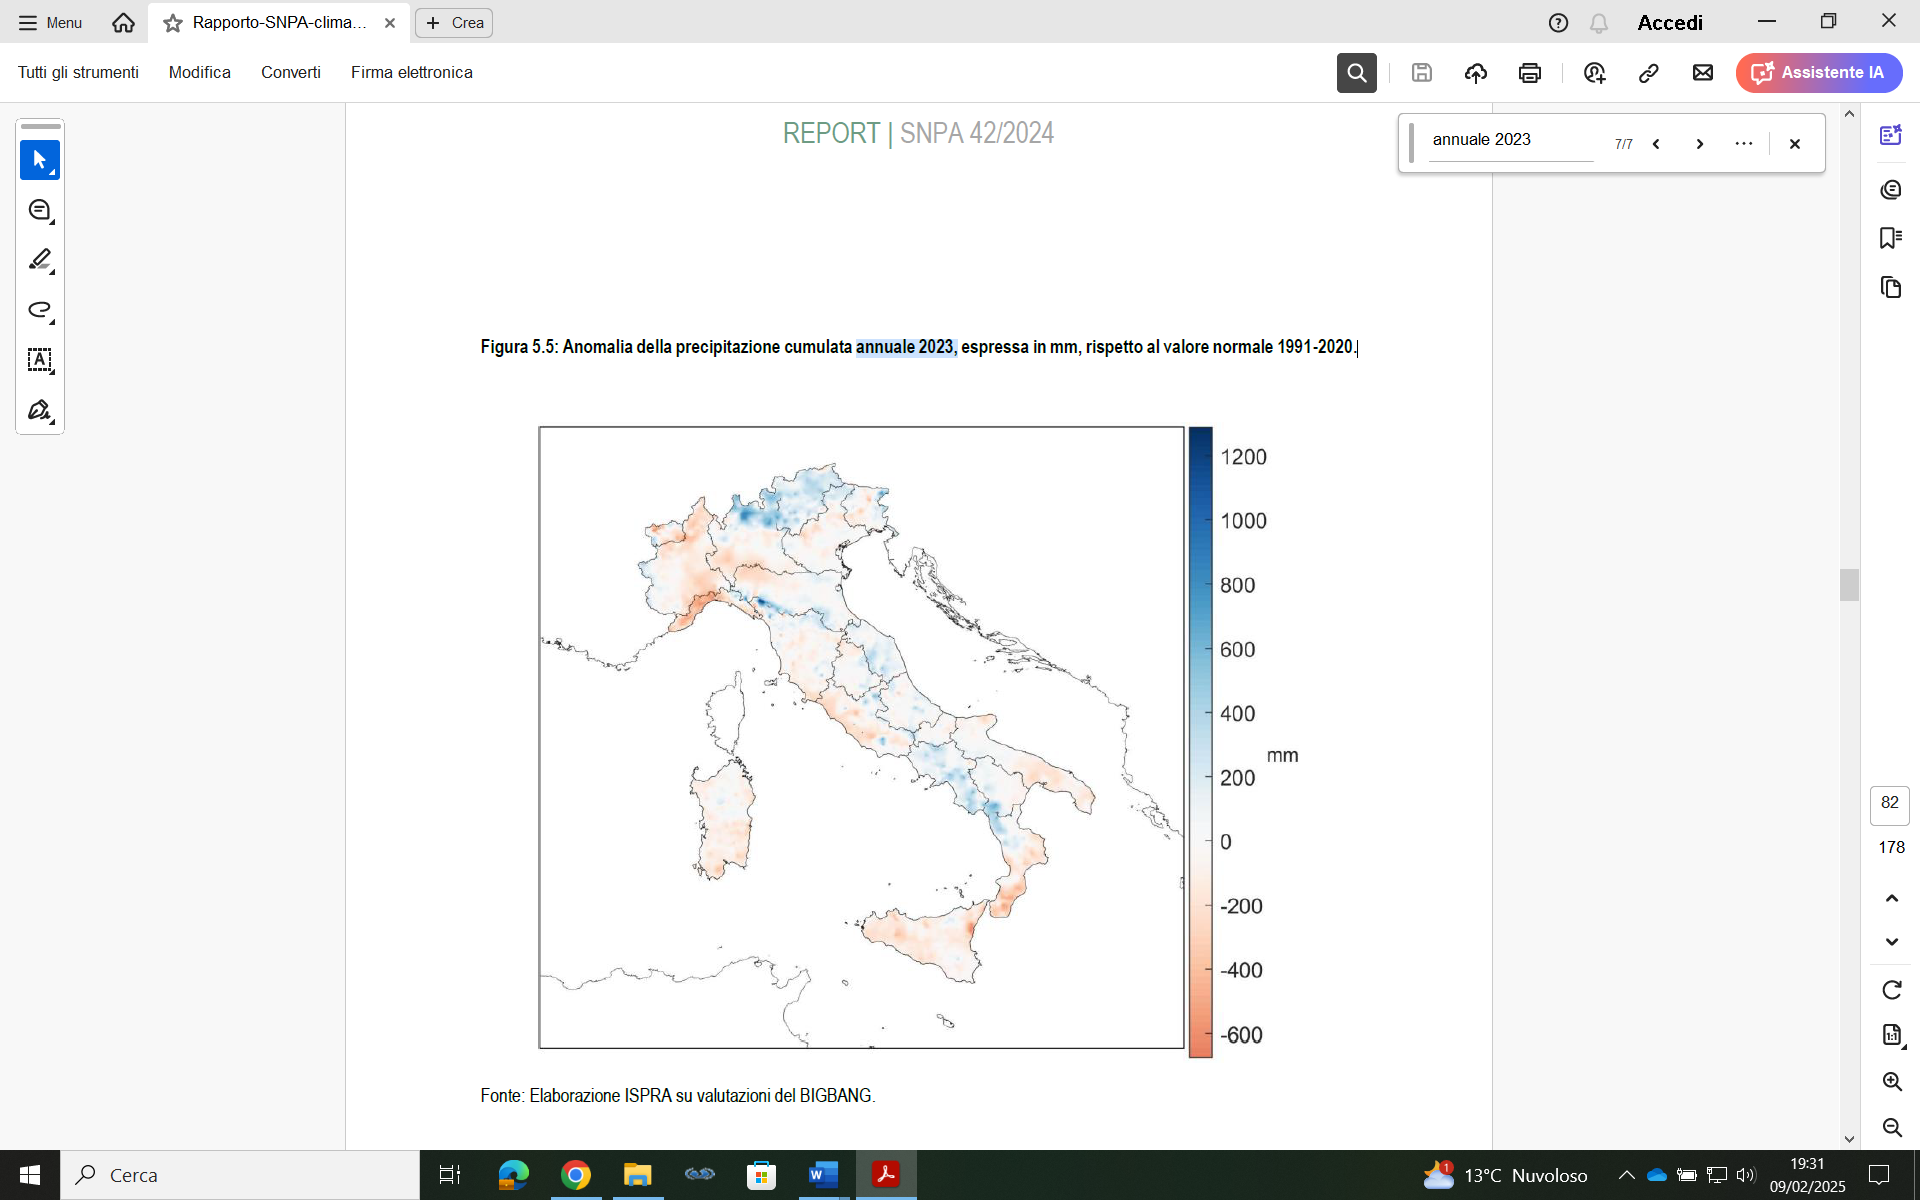 Menu
Rapporto-SNPA-clima...
Crea
Accedi
Tutti gli strumenti
Modifica
Converti
Firma elettronica
Assistente IA
REPORT | SNPA 42/2024
annuale 2023
7/7
Figura 5.5: Anomalia della precipitazione cumulata annuale 2023, espressa in mm, rispetto al valore normale 1991-2020.
1200
1000
800
600
400
200
0
-200
-400
-600
mm
Fonte: Elaborazione ISPRA su valutazioni del BIGBANG.
82
178
1:1
Cerca
1
13°C Nuvoloso
19:31
09/02/2025